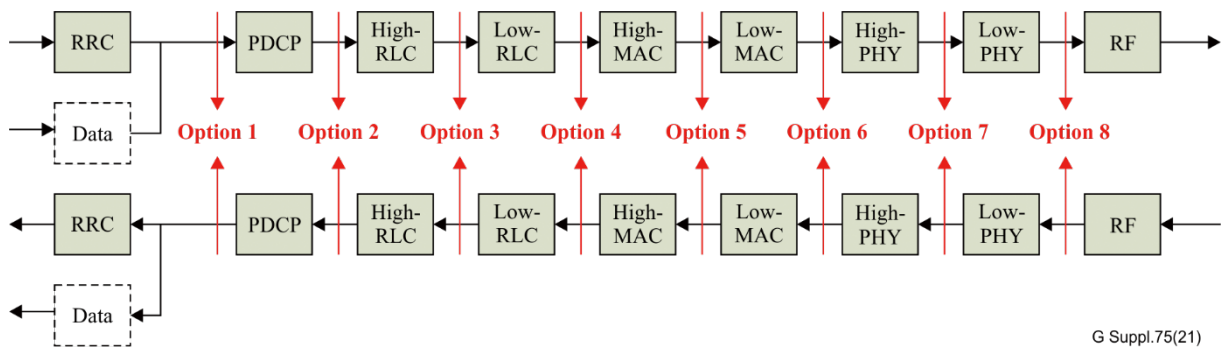 RRC
PDCP
High-
RLC
Low-
RLC
High-
MAC
Low-
MAC
High-
PHY
Low-
PHY
RF
Data
Option 1
Option 2
Option 3
Option 4
Option 5
Option 6
Option 7
Option 8
RRC
PDCP
High-
RLC
Low-
RLC
High-
MAC
Low-
MAC
High-
PHY
Low-
PHY
RF
Data
G Suppl.75(21)